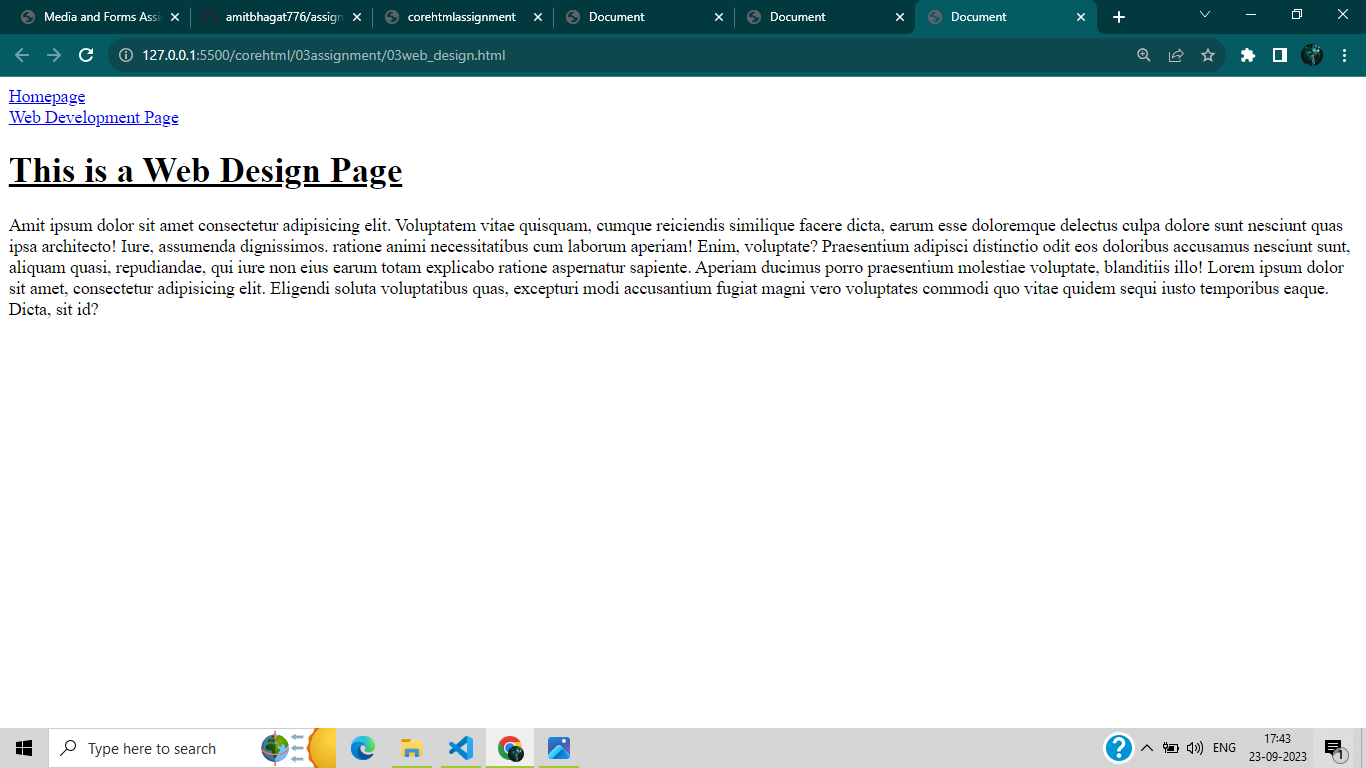 Media and Forms Assi
amitbhagat776/assign
corehtmlassignment
Document
Document
Document
127.0.0.1:5500/corehtml/03assignment/03web_design.html
Homepage
Web Development Page
This is a Web Design Page
Amit ipsum dolor sit amet consectetur adipisicing elit. Voluptatem vitae quisquam, cumque reiciendis similique facere dicta, earum esse doloremque delectus culpa dolore sunt nesciunt quas
ipsa architecto! Iure, assumenda dignissimos. ratione animi necessitatibus cum laborum aperiam! Enim, voluptate? Praesentium adipisci distinctio odit eos doloribus accusamus nesciunt sunt,
aliquam quasi, repudiandae, qui iure non eius earum totam explicabo ratione aspernatur sapiente. Aperiam ducimus porro praesentium molestiae voluptate, blanditiis illo! Lorem ipsum dolor
sit amet, consectetur adipisicing elit. Eligendi soluta voluptatibus quas, excepturi modi accusantium fugiat magni vero voluptates commodi quo vitae quidem sequi iusto temporibus eaque.
Dicta, sit id?
Type here to search
ENG
17:43
23-09-2023
1